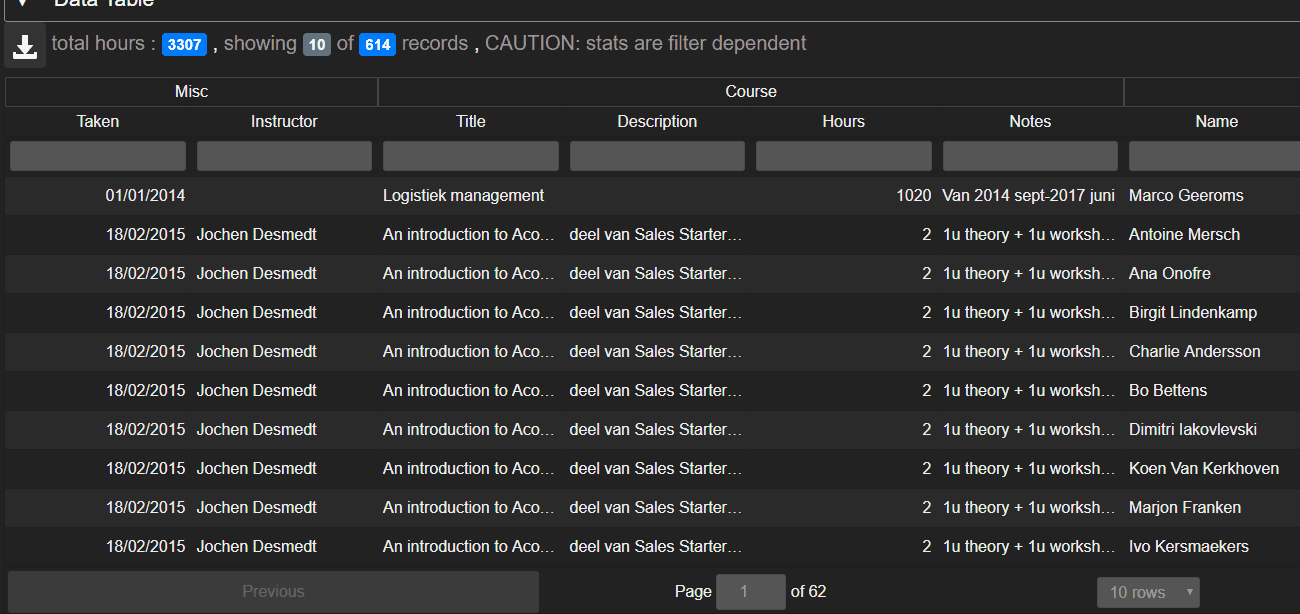 ▼ Data Table
total hours : 3307 , showing 10 of 614 records , CAUTION: stats are filter dependent
Misc Course
Taken Instructor Title Description Hours Notes Name
01/01/2014 Logistiek management 1020 Van 2014 sept-2017 juni Marco Geeroms
18/02/2015 Jochen Desmedt An introduction to Aco... deel van Sales Starter... 2 1u theory + 1u worksh... Antoine Mersch
18/02/2015 Jochen Desmedt An introduction to Aco... deel van Sales Starter... 2 1u theory + 1u worksh... Ana Onofre
18/02/2015 Jochen Desmedt An introduction to Aco... deel van Sales Starter... 2 1u theory + 1u worksh... Birgit Lindenkamp
18/02/2015 Jochen Desmedt An introduction to Aco... deel van Sales Starter... 2 1u theory + 1u worksh... Charlie Andersson
18/02/2015 Jochen Desmedt An introduction to Aco... deel van Sales Starter... 2 1u theory + 1u worksh... Bo Bettens
18/02/2015 Jochen Desmedt An introduction to Aco... deel van Sales Starter... 2 1u theory + 1u worksh... Dimitri Iakovlevski
18/02/2015 Jochen Desmedt An introduction to Aco... deel van Sales Starter... 2 1u theory + 1u worksh... Koen Van Kerkhoven
18/02/2015 Jochen Desmedt An introduction to Aco... deel van Sales Starter... 2 1u theory + 1u worksh... Marjon Franken
18/02/2015 Jochen Desmedt An introduction to Aco... deel van Sales Starter... 2 1u theory + 1u worksh... Ivo Kersmaekers
Previous Page 1 of 62 10 rows